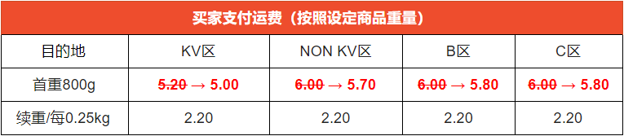 买家支付运费（按照设定商品重量）
目的地 KV区 NON KV区 B区 C区
首重800g 5.20 → 5.00 6.00 → 5.70 6.00 → 5.80 6.00 → 5.80
续重/每0.25kg 2.20 2.20 2.20 2.20